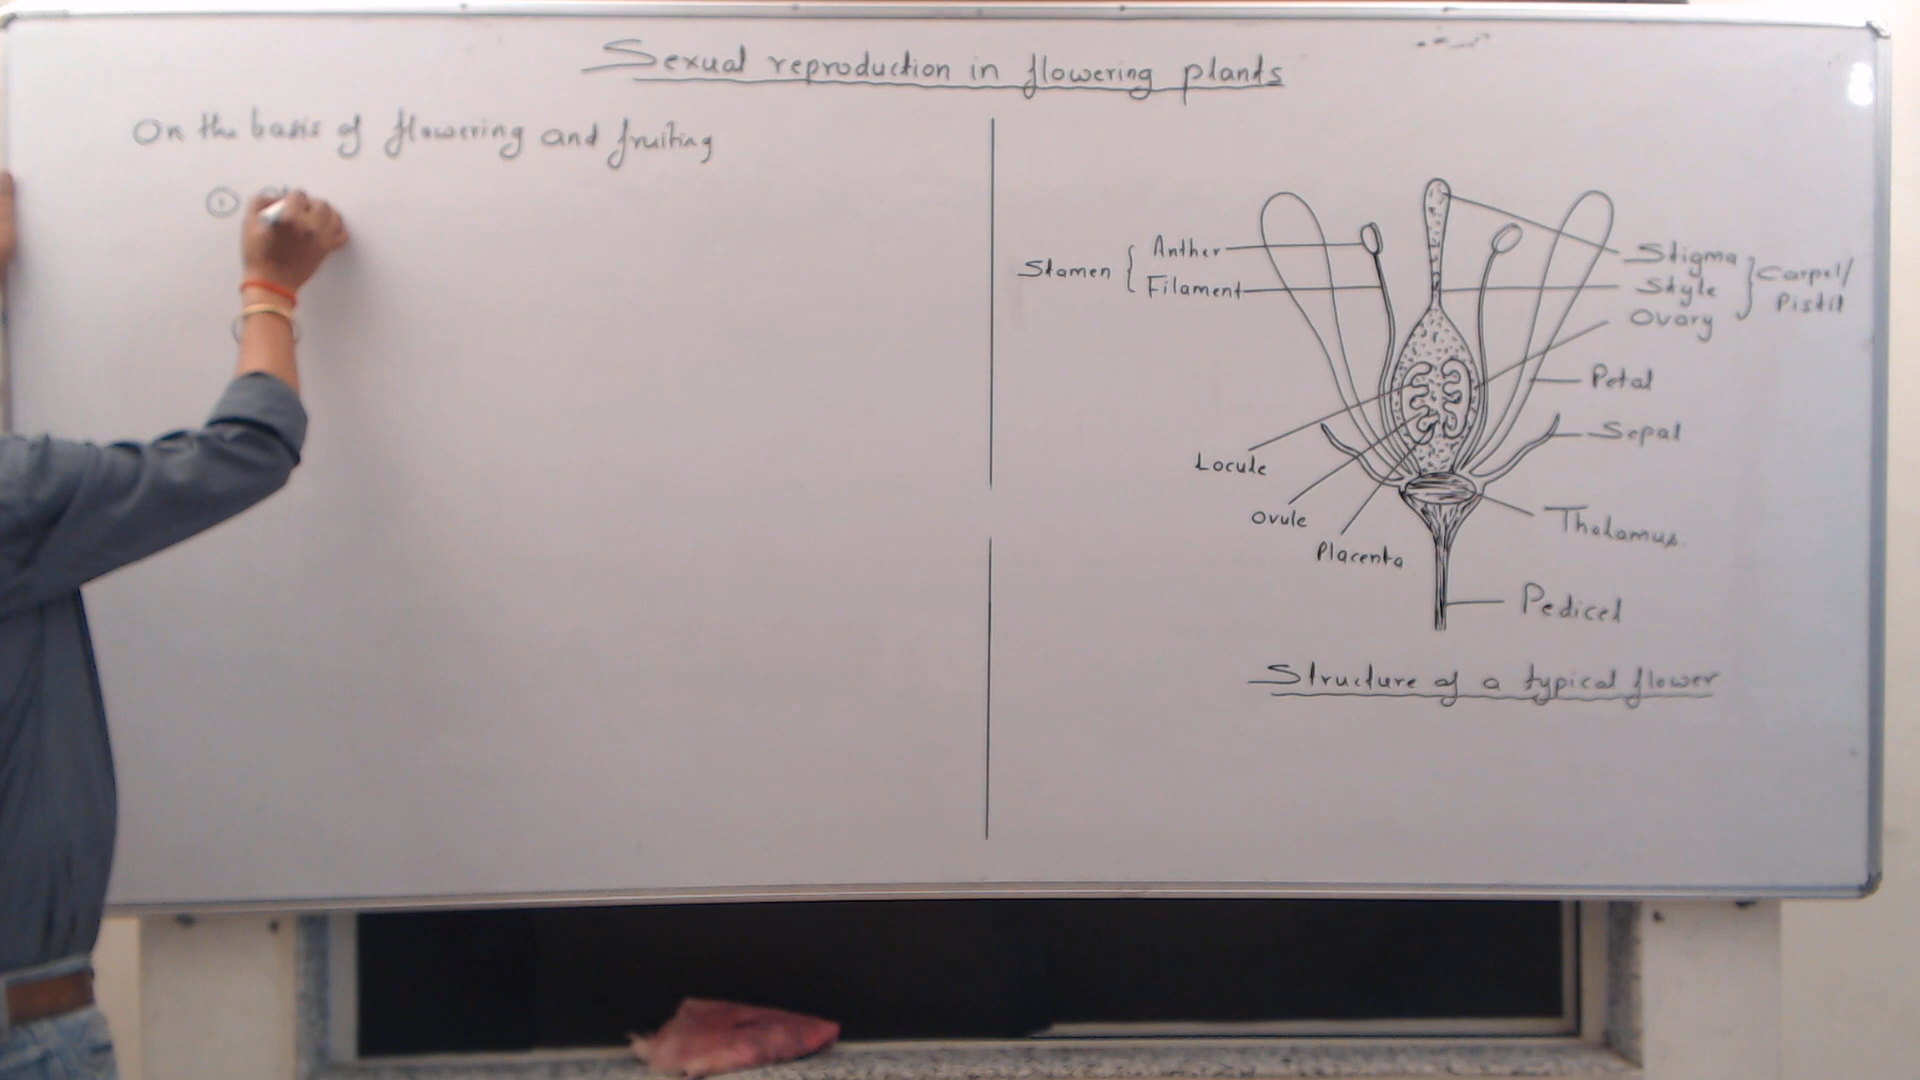 Sexual reproduction in flowering plants
On the basis of flowering and fruiting
①
Stamen { Anther
Filament
Stigma } Carpel/
Style Pistil
Ovary
Petal
Sepal
Locule
Ovule
Placenta
Thalamus.
Pedicel
Structure of a typical flower